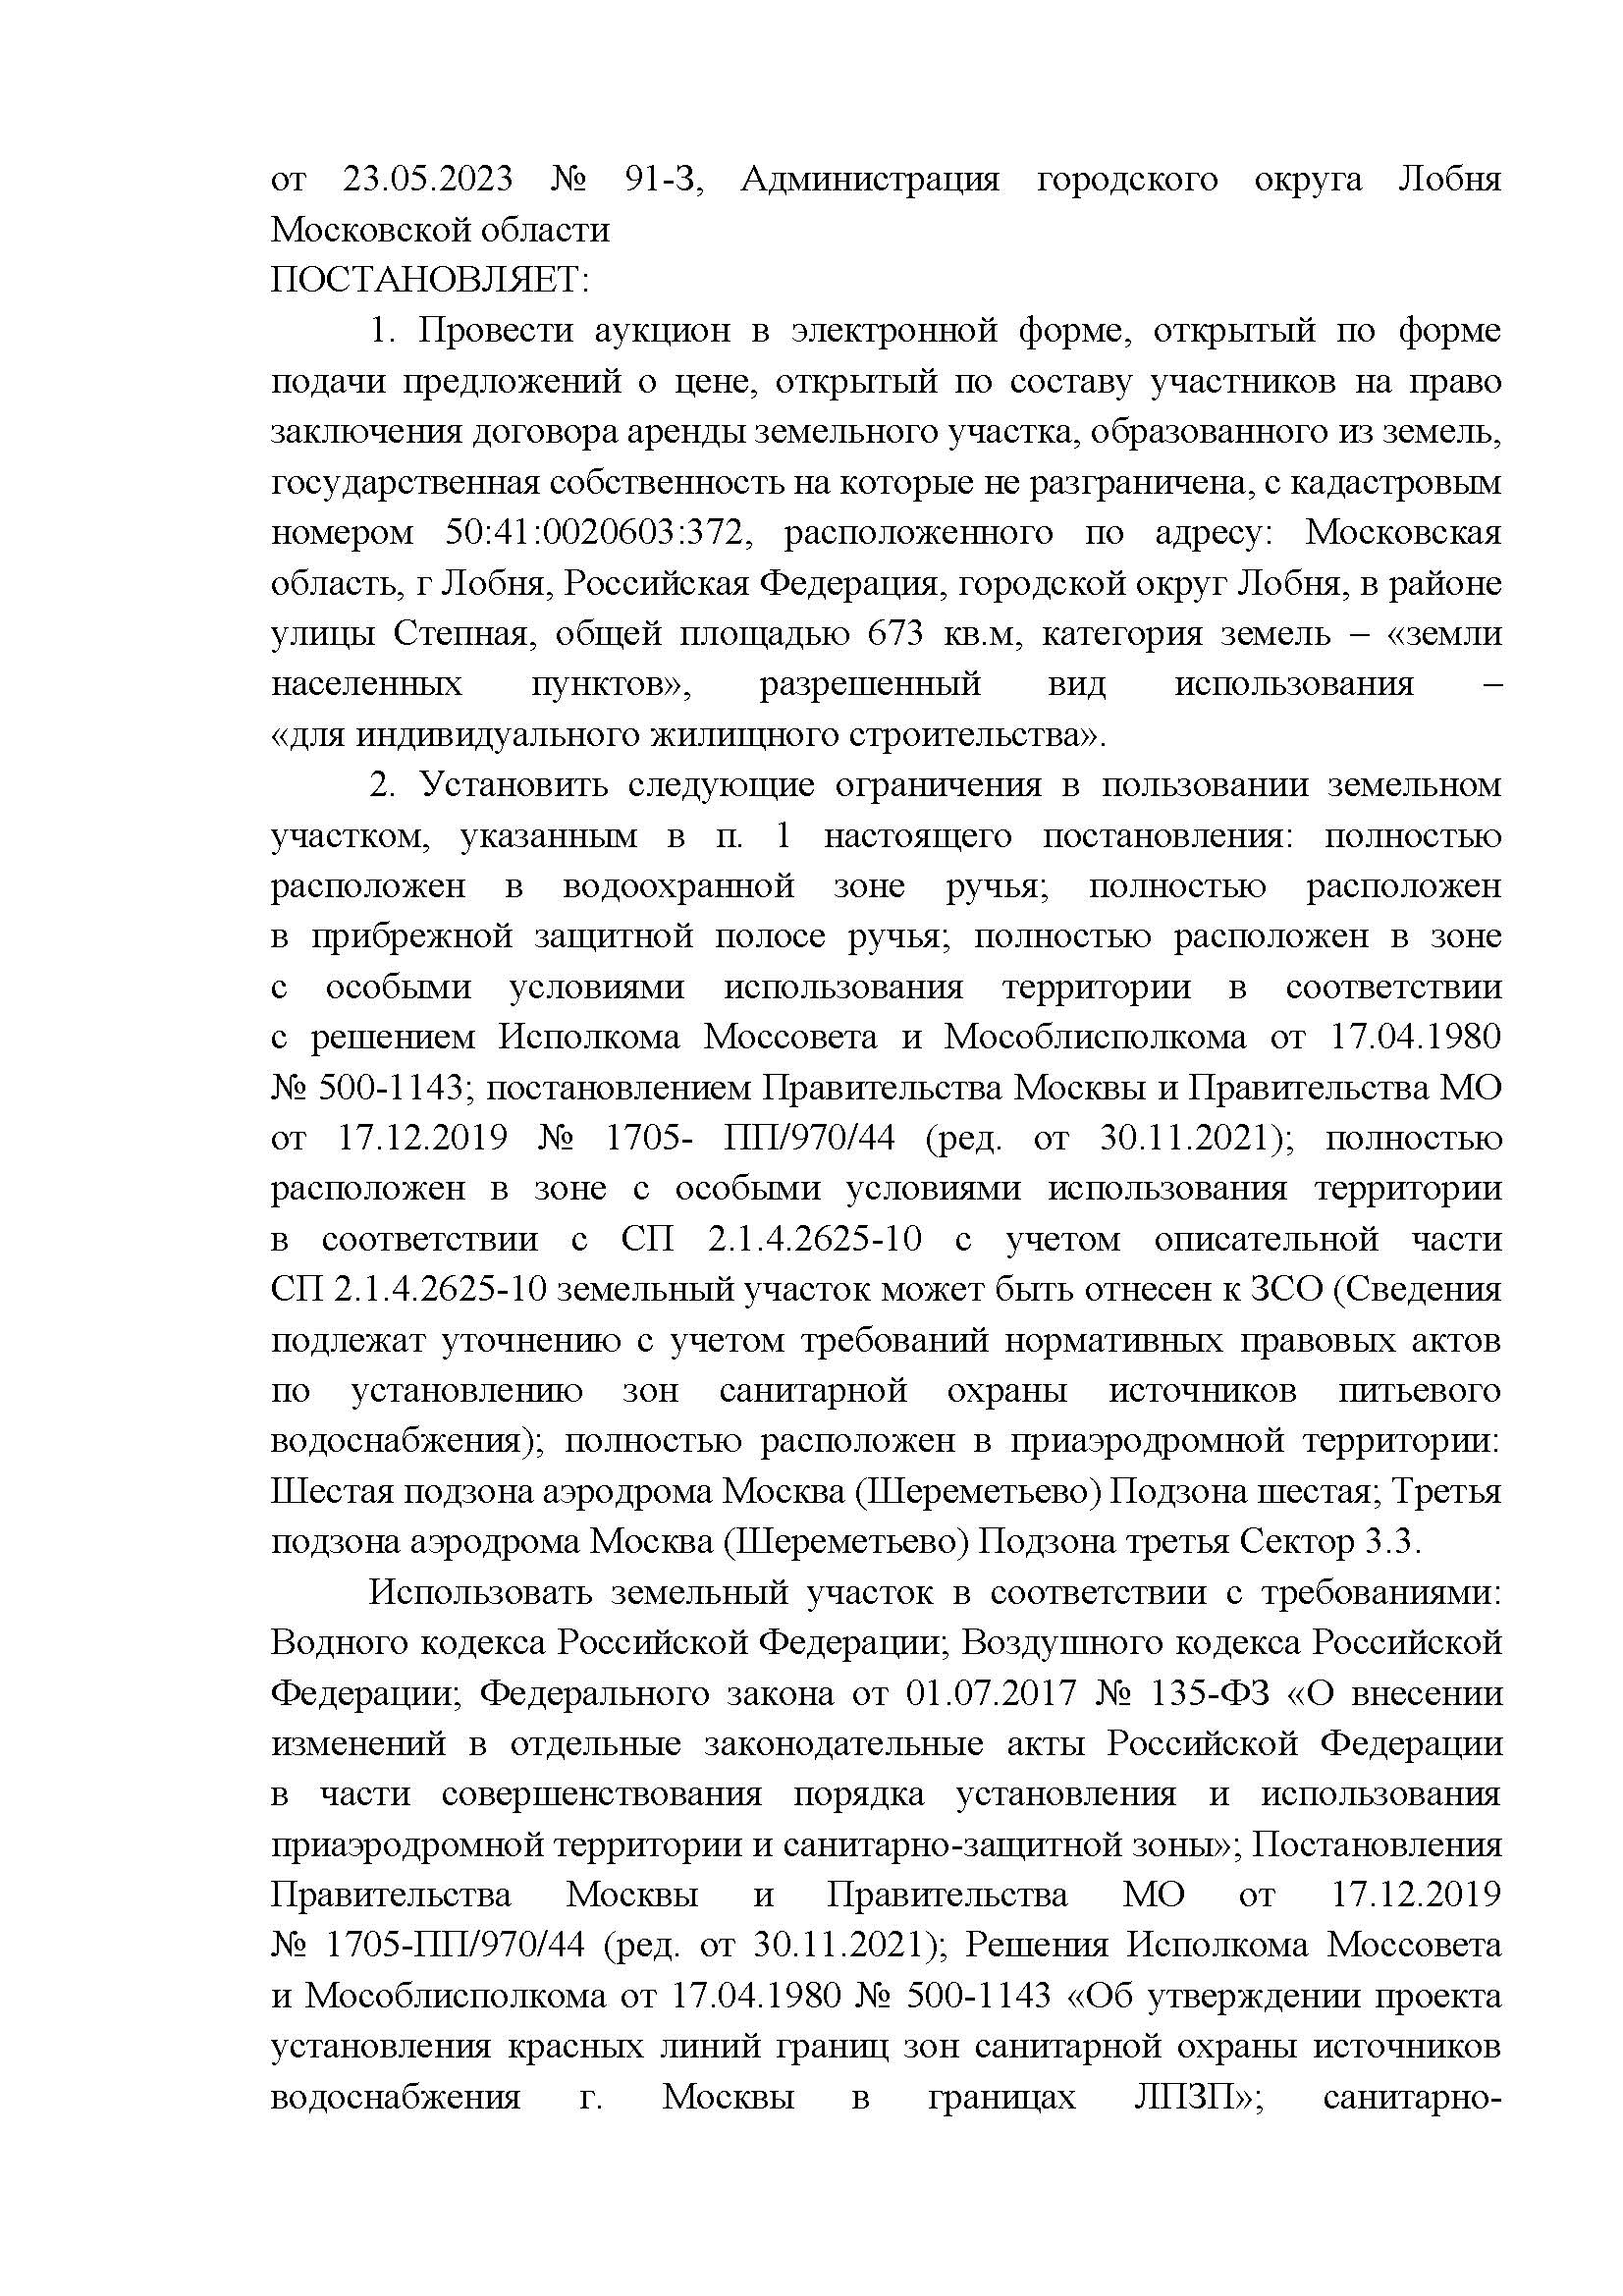 от 23.05.2023 № 91-З, Администрация городского округа Лобня
Московской области
ПОСТАНОВЛЯЕТ:
1. Провести аукцион в электронной форме, открытый по форме
подачи предложений о цене, открытый по составу участников на право
заключения договора аренды земельного участка, образованного из земель,
государственная собственность на которые не разграничена, с кадастровым
номером 50:41:0020603:372, расположенного по адресу: Московская
область, г Лобня, Российская Федерация, городской округ Лобня, в районе
улицы Степная, общей площадью 673 кв.м, категория земель – «земли
населенных пунктов», разрешенный вид использования –
«для индивидуального жилищного строительства».
2. Установить следующие ограничения в пользовании земельном
участком, указанным в п. 1 настоящего постановления: полностью
расположен в водоохранной зоне ручья; полностью расположен
в прибрежной защитной полосе ручья; полностью расположен в зоне
с особыми условиями использования территории в соответствии
с решением Исполкома Моссовета и Мособлисполкома от 17.04.1980
№ 500-1143; постановлением Правительства Москвы и Правительства МО
от 17.12.2019 № 1705- ПП/970/44 (ред. от 30.11.2021); полностью
расположен в зоне с особыми условиями использования территории
в соответствии с СП 2.1.4.2625-10 с учетом описательной части
СП 2.1.4.2625-10 земельный участок может быть отнесен к ЗСО (Сведения
подлежат уточнению с учетом требований нормативных правовых актов
по установлению зон санитарной охраны источников питьевого
водоснабжения); полностью расположен в приаэродромной территории:
Шестая подзона аэродрома Москва (Шереметьево) Подзона шестая; Третья
подзона аэродрома Москва (Шереметьево) Подзона третья Сектор 3.3.
Использовать земельный участок в соответствии с требованиями:
Водного кодекса Российской Федерации; Воздушного кодекса Российской
Федерации; Федерального закона от 01.07.2017 № 135-ФЗ «О внесении
изменений в отдельные законодательные акты Российской Федерации
в части совершенствования порядка установления и использования
приаэродромной территории и санитарно-защитной зоны»; Постановления
Правительства Москвы и Правительства МО от 17.12.2019
№ 1705-ПП/970/44 (ред. от 30.11.2021); Решения Исполкома Моссовета
и Мособлисполкома от 17.04.1980 № 500-1143 «Об утверждении проекта
установления красных линий границ зон санитарной охраны источников
водоснабжения г. Москвы в границах ЛПЗП»; санитарно-